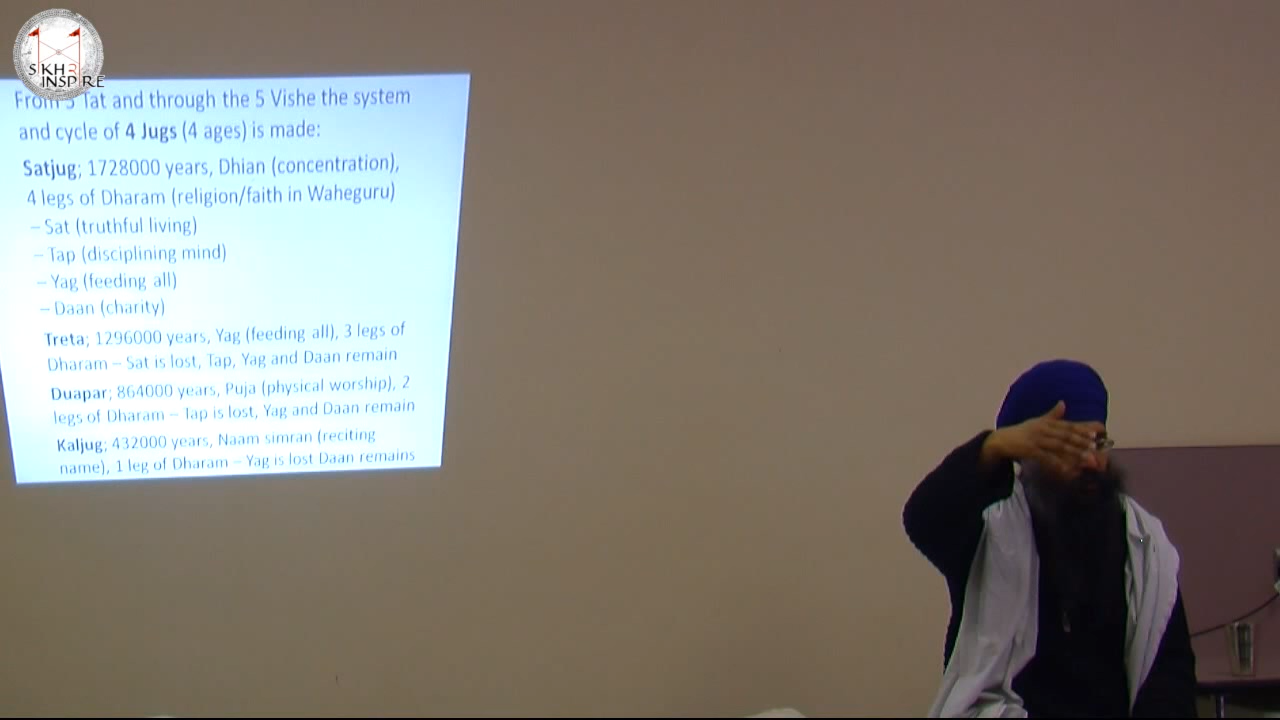 SIKHR
INSPIRE
From 5 Tat and through the 5 Vishe the system
and cycle of 4 Jugs (4 ages) is made:
Satjug; 1728000 years, Dhian (concentration),
4 legs of Dharam (religion/faith in Waheguru)
– Sat (truthful living)
– Tap (disciplining mind)
– Yag (feeding all)
– Daan (charity)
Treta; 1296000 years, Yag (feeding all), 3 legs of
Dharam – Sat is lost, Tap, Yag and Daan remain
Duapar; 864000 years, Puja (physical worship), 2
legs of Dharam – Tap is lost, Yag and Daan remain
Kaljug; 432000 years, Naam simran (reciting
name), 1 leg of Dharam – Yag is lost Daan remains